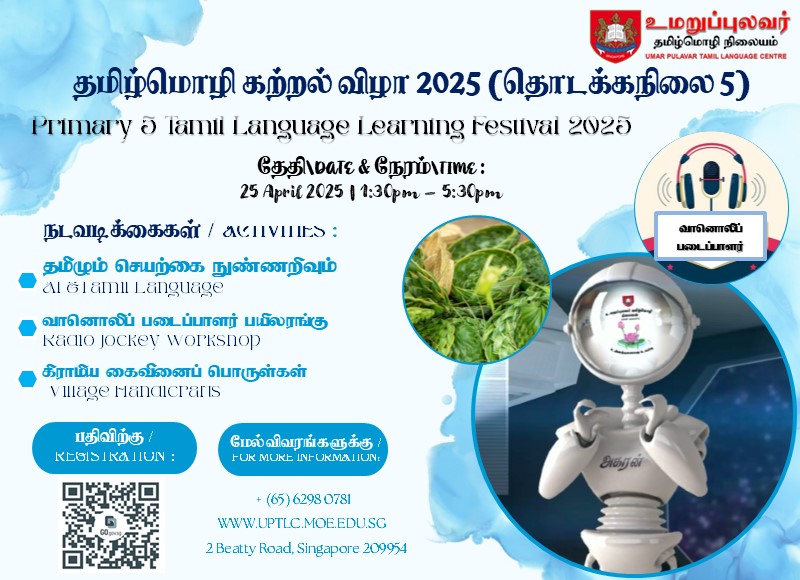 உமறுப்புலவர்
தமிழ்மொழி நிலையம்
UMAR PULAVAR TAMIL LANGUAGE CENTRE
தமிழ்மொழி கற்றல் விழா 2025 (தொடக்கநிலை 5)
Primary 5 Tamil Language Learning Festival 2025
தேதி\DATE & நேரம்\TIME :
25 April 2025 | 1:30pm – 5:30pm
வானொலிப்
படைப்பாளர்
நடவடிக்கைகள் / ACTIVITIES :
தமிழும் செயற்கை நுண்ணறிவும்
AI & Tamil Language
வானொலிப் படைப்பாளர் பயிலரங்கு
Radio Jockey Workshop
கிராமிய கைவினைப் பொருள்கள்
Village Handicrafts
அகரன்
பதிவிற்கு /
REGISTRATION :
மேல்விவரங்களுக்கு /
FOR MORE INFORMATION:
+ (65) 6298 0781
WWW.UPTLC.MOE.EDU.SG
2 Beatty Road, Singapore 209954